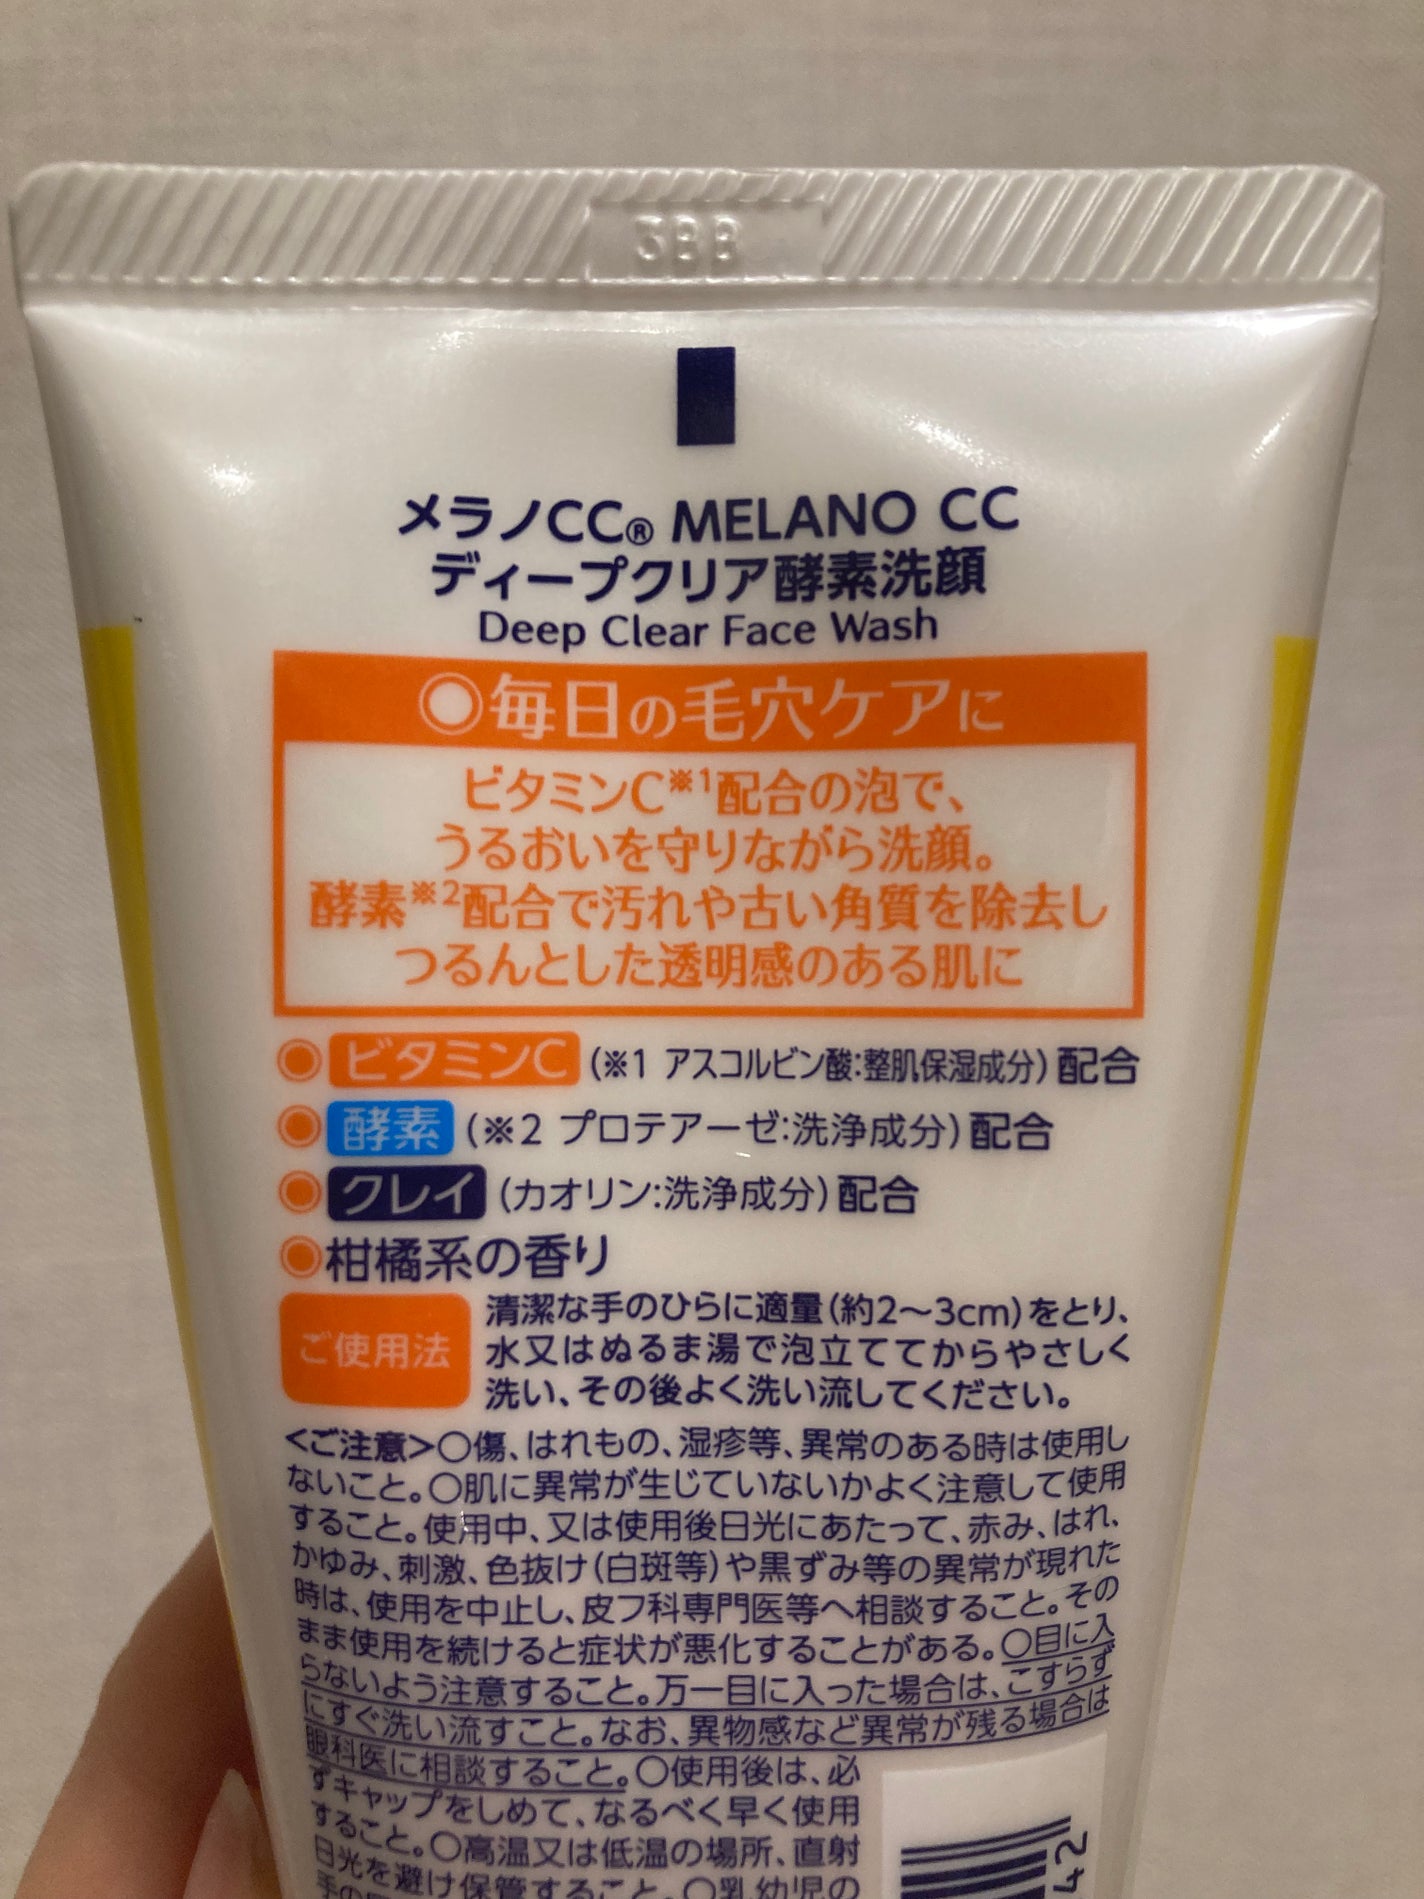 3BB
メラノCC® MELANO CC
ディープクリア酵素洗顔
Deep Clear Face Wash
◎毎日の毛穴ケアに
ビタミンC※1配合の泡で、
うるおいを守りながら洗顔。
酵素※2配合で汚れや古い角質を除去し
つるんとした透明感のある肌に
◉ビタミンC(※1 アスコルビン酸:整肌保湿成分)配合
◉酵素(※2 プロテアーゼ:洗浄成分)配合
◉クレイ(カオリン:洗浄成分)配合
◉柑橘系の香り
ご使用法
清潔な手のひらに適量(約2〜3cm)をとり、
水又はぬるま湯で泡立ててからやさしく
洗い、その後よく洗い流してください。
<ご注意>○傷、はれもの、湿疹等、異常のある時は使用し
ないこと。○肌に異常が生じていないかよく注意して使用
すること。使用中、又は使用後日光にあたって、赤み、はれ、
かゆみ、刺激、色抜け(白斑等)や黒ずみ等の異常が現れた
時は、使用を中止し、皮フ科専門医等へ相談すること。その
まま使用を続けると症状が悪化することがある。○目に入
らないよう注意すること。万一目に入った場合は、こすらず
にすぐ洗い流すこと。なお、異物感など異常が残る場合は
眼科医に相談すること。○使用後は、必
ずキャップをしめて、なるべく早く使用
すること。○高温又は低温の場所、直射
日光を避け保管すること。○乳幼児の
42